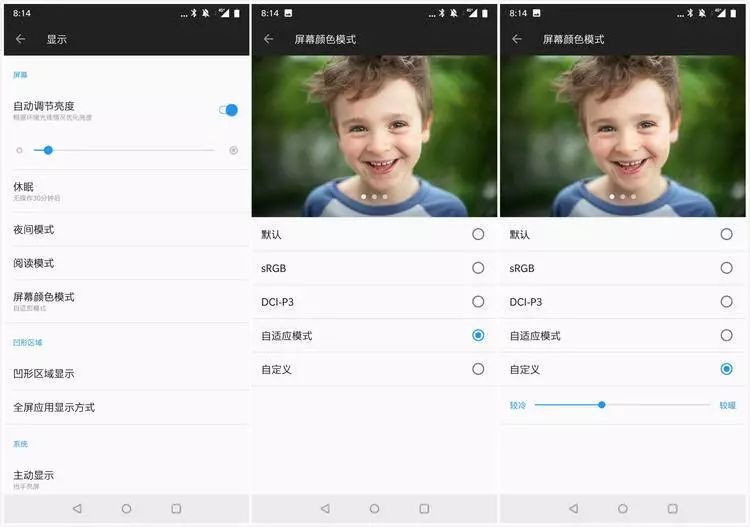 8:14
显示
屏幕
自动调节亮度
根据环境光线情况优化亮度
休眠
无操作30分钟后
夜间模式
阅读模式
屏幕颜色模式
自适应模式
凹形区域
凹形区域显示
全屏应用显示方式
系统
主动显示
抬手亮屏
8:14
屏幕颜色模式
默认
sRGB
DCI-P3
自适应模式
自定义
8:14
屏幕颜色模式
默认
sRGB
DCI-P3
自适应模式
自定义
较冷
较暖